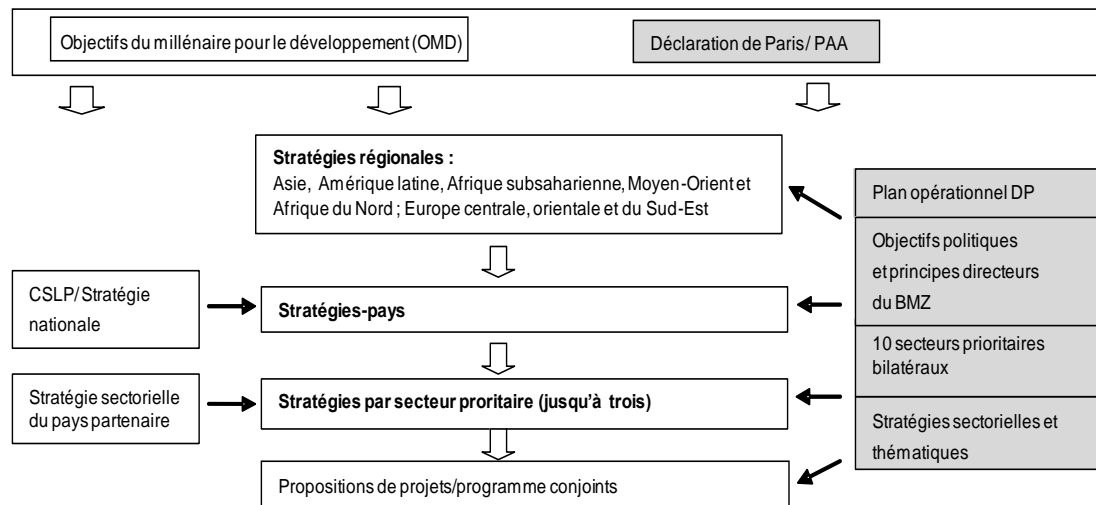 Objectifs du millénaire pour le développement (OMD)
Déclaration de Paris/ PAA
Stratégies régionales :
Asie, Amérique latine, Afrique subsaharienne, Moyen-Orient et
Afrique du Nord ; Europe centrale, orientale et du Sud-Est
Plan opérationnel DP
Objectifs politiques
et principes directeurs
du BMZ
CSLP/ Stratégie
nationale
Stratégies-pays
10 secteurs prioritaires
bilatéraux
Stratégie sectorielle
du pays partenaire
Stratégies par secteur proritaire (jusqu'à trois)
Stratégies sectorielles et
thématiques
Propositions de projets/programme conjoints